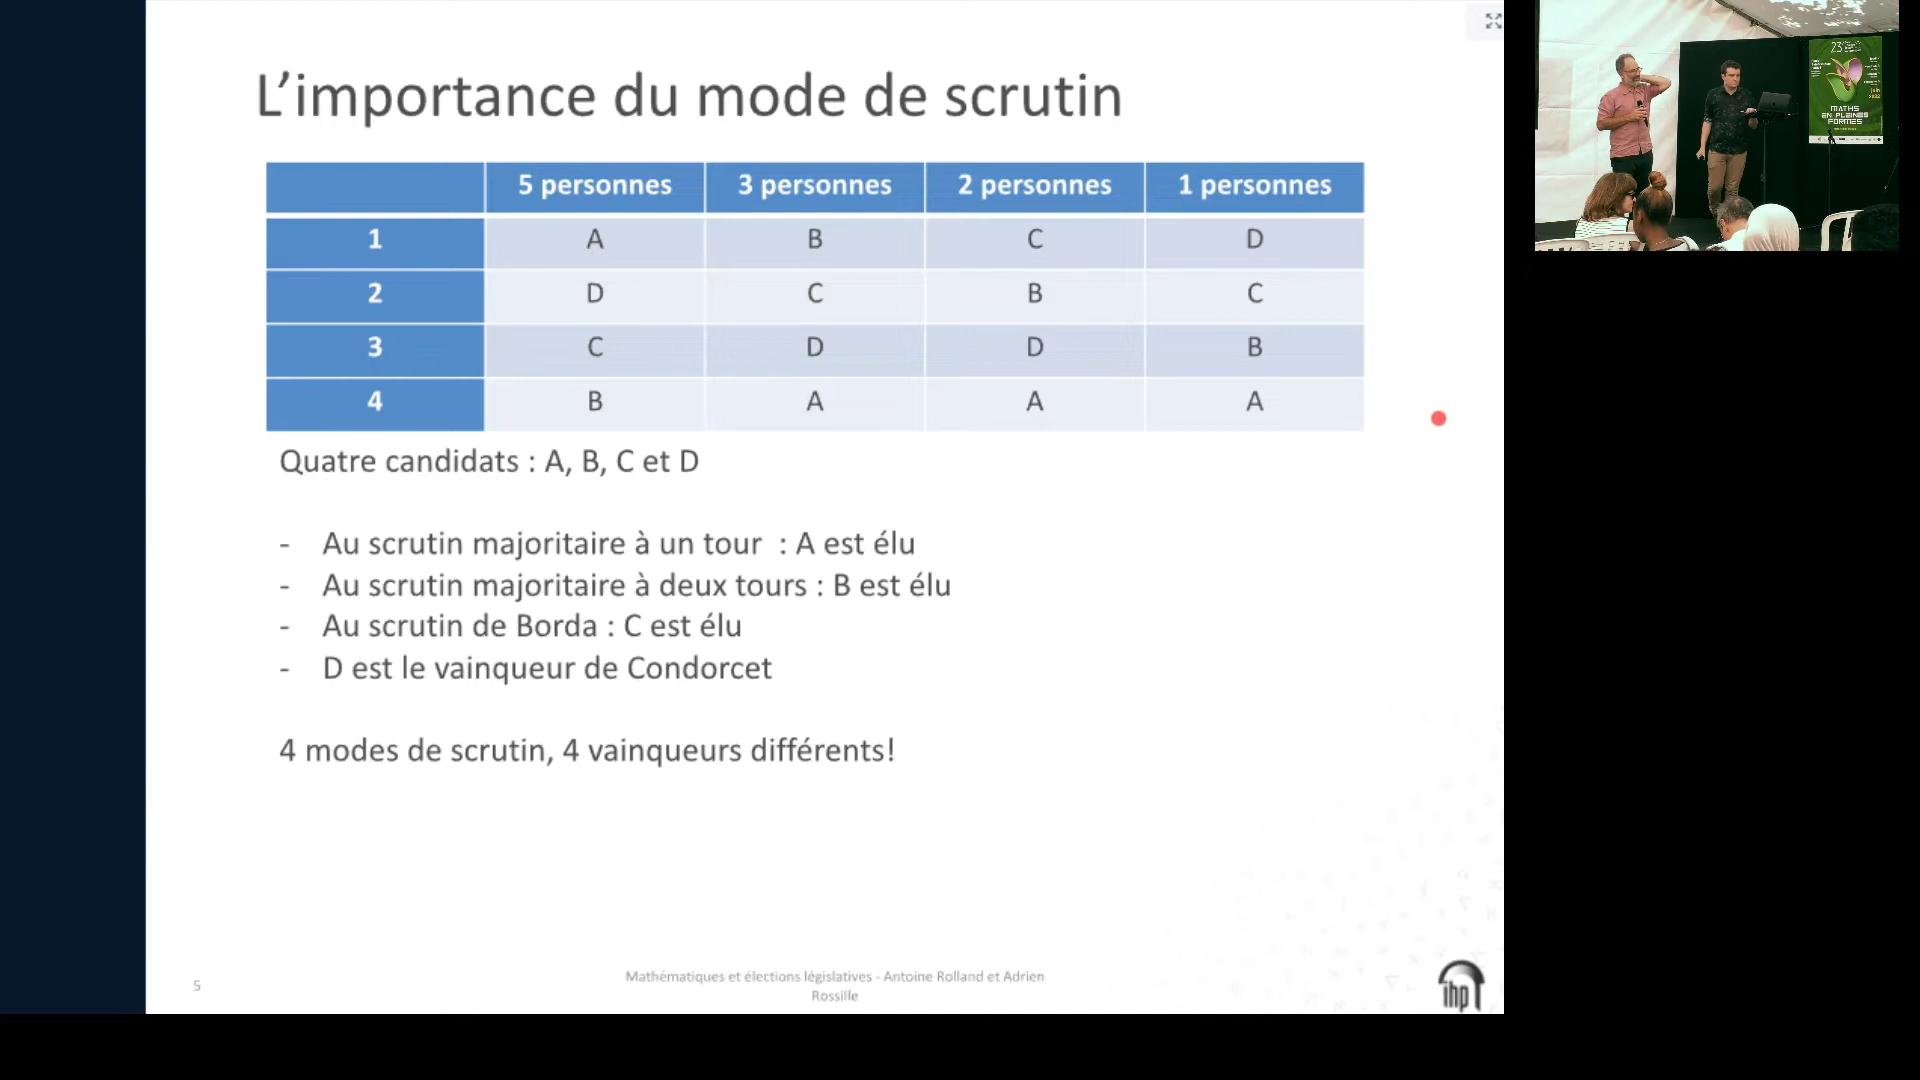 L'importance du mode de scrutin
5 personnes 3 personnes 2 personnes 1 personnes
1 A B C D
2 D C B C
3 C D D B
4 B A A A
Quatre candidats : A, B, C et D
- Au scrutin majoritaire à un tour : A est élu
- Au scrutin majoritaire à deux tours : B est élu
- Au scrutin de Borda : C est élu
- D est le vainqueur de Condorcet
4 modes de scrutin, 4 vainqueurs différents!
5
Mathématiques et élections législatives - Antoine Rolland et Adrien
Rossille
ihp
23
juin
2022
MATHS
EN PLEINES
FORMES